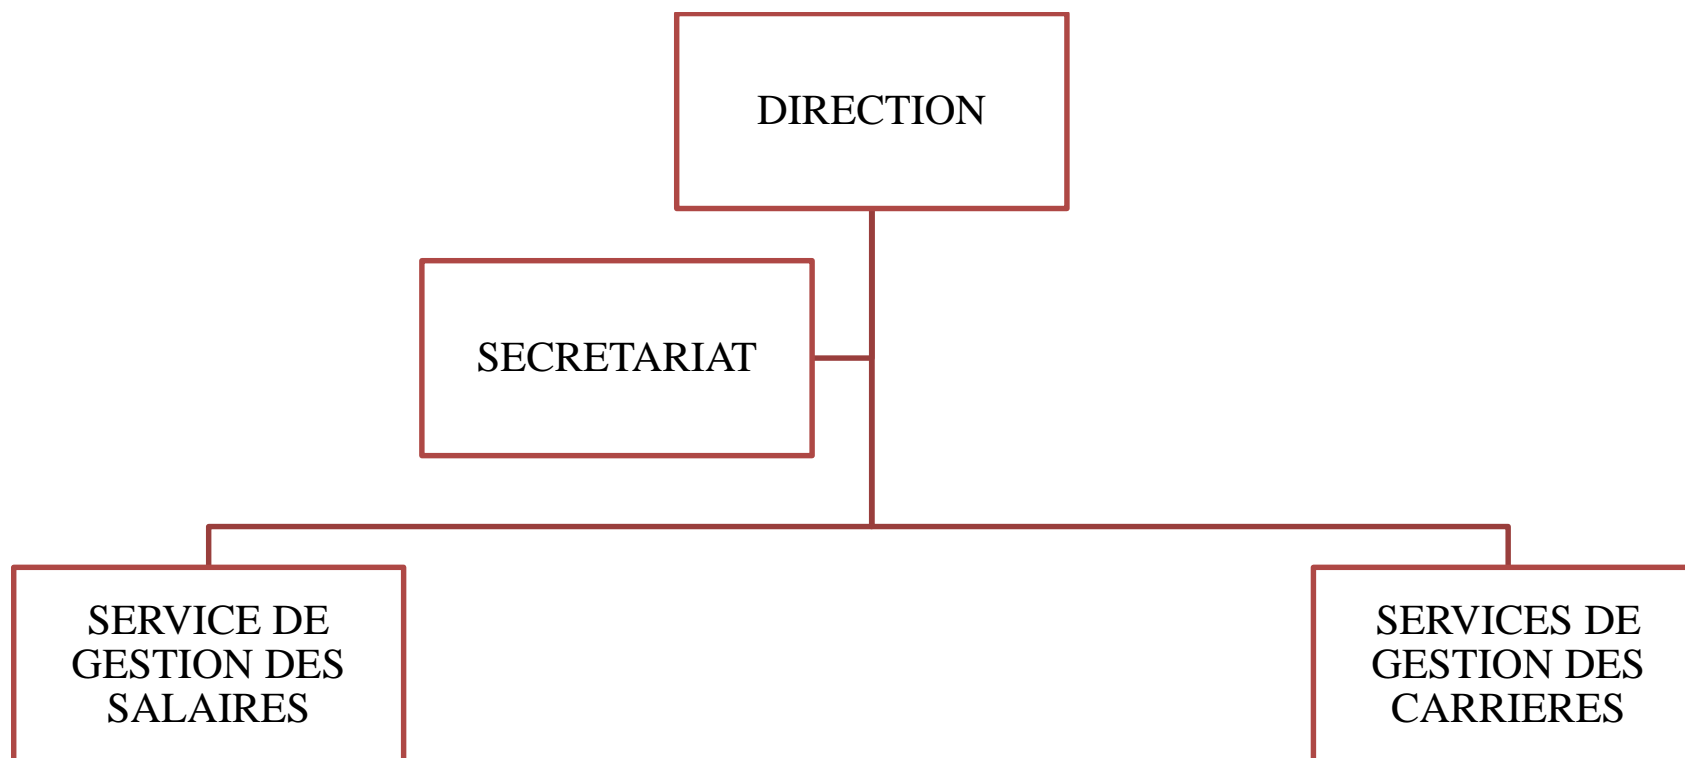 DIRECTION
SECRETARIAT
SERVICE DE
GESTION DES
SALAIRES
SERVICES DE
GESTION DES
CARRIERES